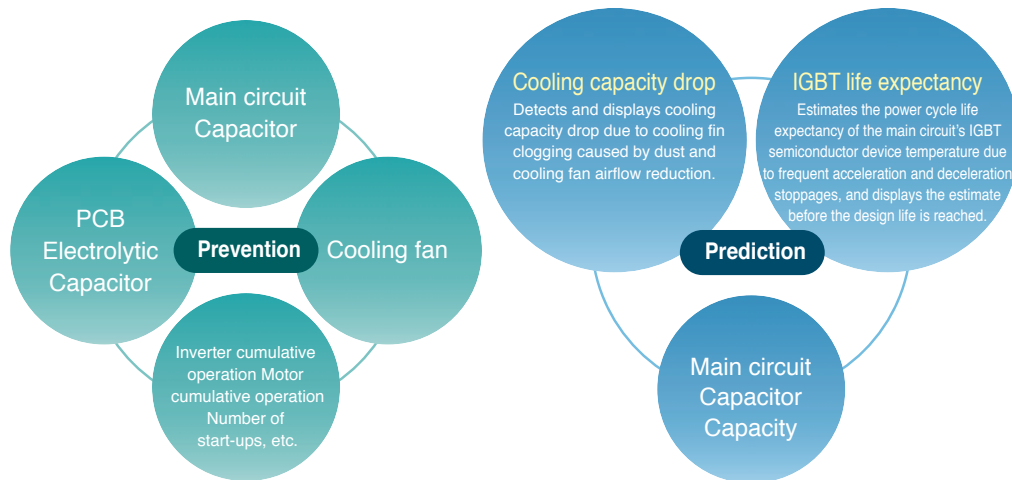 Main circuit
Capacitor
PCB
Electrolytic
Capacitor
Prevention
Cooling fan
Inverter cumulative
operation Motor
cumulative operation
Number of
start-ups, etc.
Cooling capacity drop
Detects and displays cooling
capacity drop due to cooling fin
clogging caused by dust and
cooling fan airflow reduction.
IGBT life expectancy
Estimates the power cycle life
expectancy of the main circuit's IGBT
semiconductor device temperature due
to frequent acceleration and deceleration
stoppages, and displays the estimate
before the design life is reached.
Prediction
Main circuit
Capacitor
Capacity